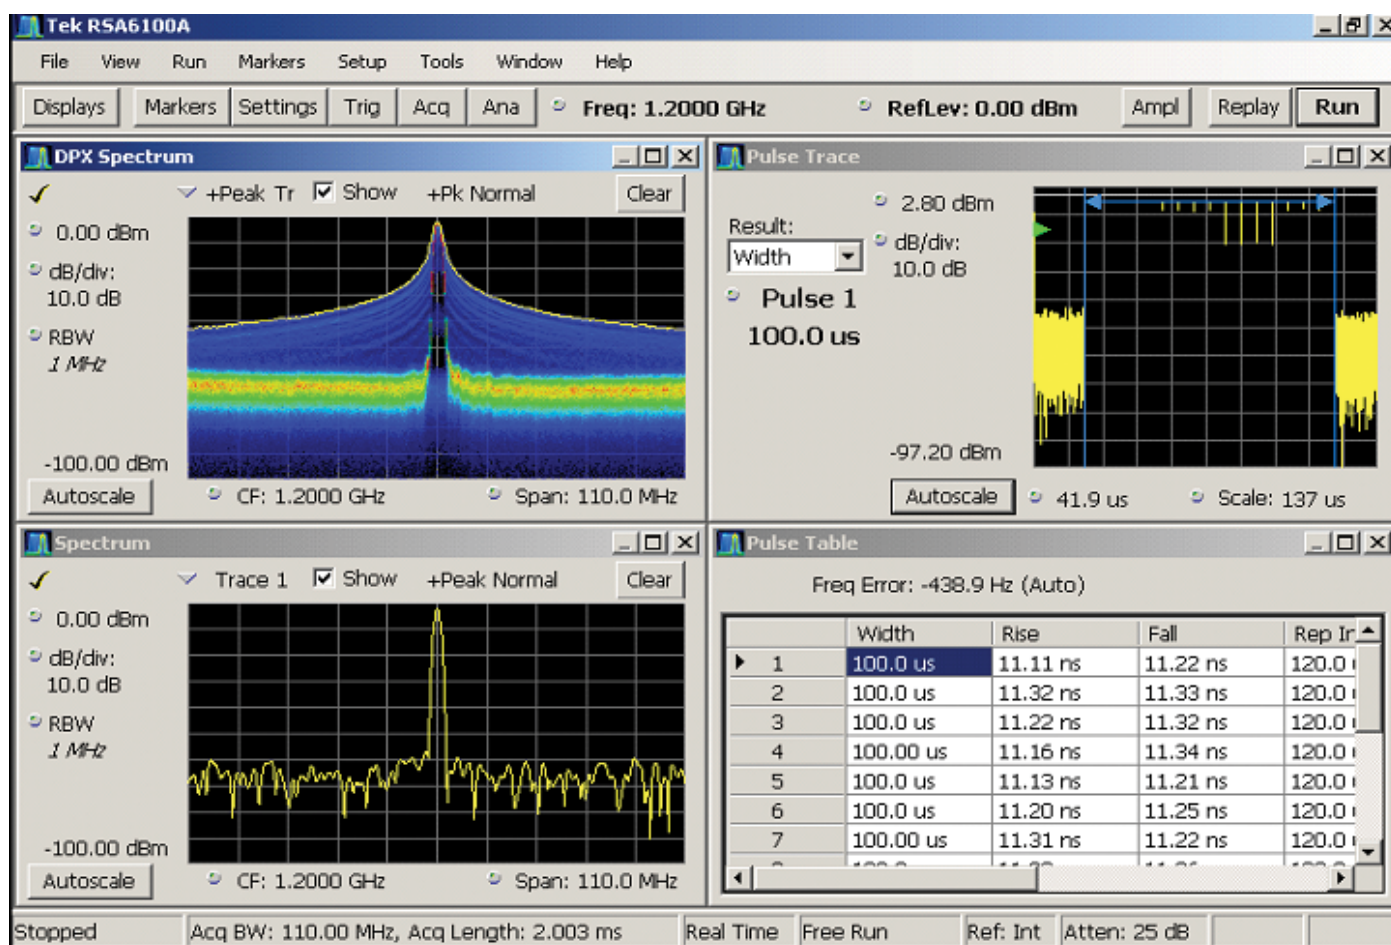 Tek RSA6100A
File View Run Markers Setup Tools Window Help
Displays Markers Settings Trig Acq Ana Freq: 1.2000 GHz RefLev: 0.00 dBm Ampl Replay Run
DPX Spectrum
+Peak Tr Show +Pk Normal Clear
0.00 dBm
dB/div:
10.0 dB
RBW
1 MHz
-100.00 dBm
Autoscale CF: 1.2000 GHz Span: 110.0 MHz
Pulse Trace
2.80 dBm
Result:
Width
dB/div:
10.0 dB
Pulse 1
100.0 us
-97.20 dBm
Autoscale 41.9 us Scale: 137 us
Spectrum
Trace 1 Show +Peak Normal Clear
0.00 dBm
dB/div:
10.0 dB
RBW
1 MHz
-100.00 dBm
Autoscale CF: 1.2000 GHz Span: 110.0 MHz
Pulse Table
Freq Error: -438.9 Hz (Auto)
Width Rise Fall Rep
1 100.0 us 11.11 ns 11.22 ns 120.0
2 100.0 us 11.32 ns 11.33 ns 120.0
3 100.0 us 11.22 ns 11.32 ns 120.0
4 100.00 us 11.16 ns 11.34 ns 120.0
5 100.0 us 11.13 ns 11.21 ns 120.0
6 100.0 us 11.20 ns 11.25 ns 120.0
7 100.00 us 11.31 ns 11.22 ns 120.0
Stopped Acq BW: 110.00 MHz, Acq Length: 2.003 ms Real Time Free Run Ref: Int Atten: 25 dB